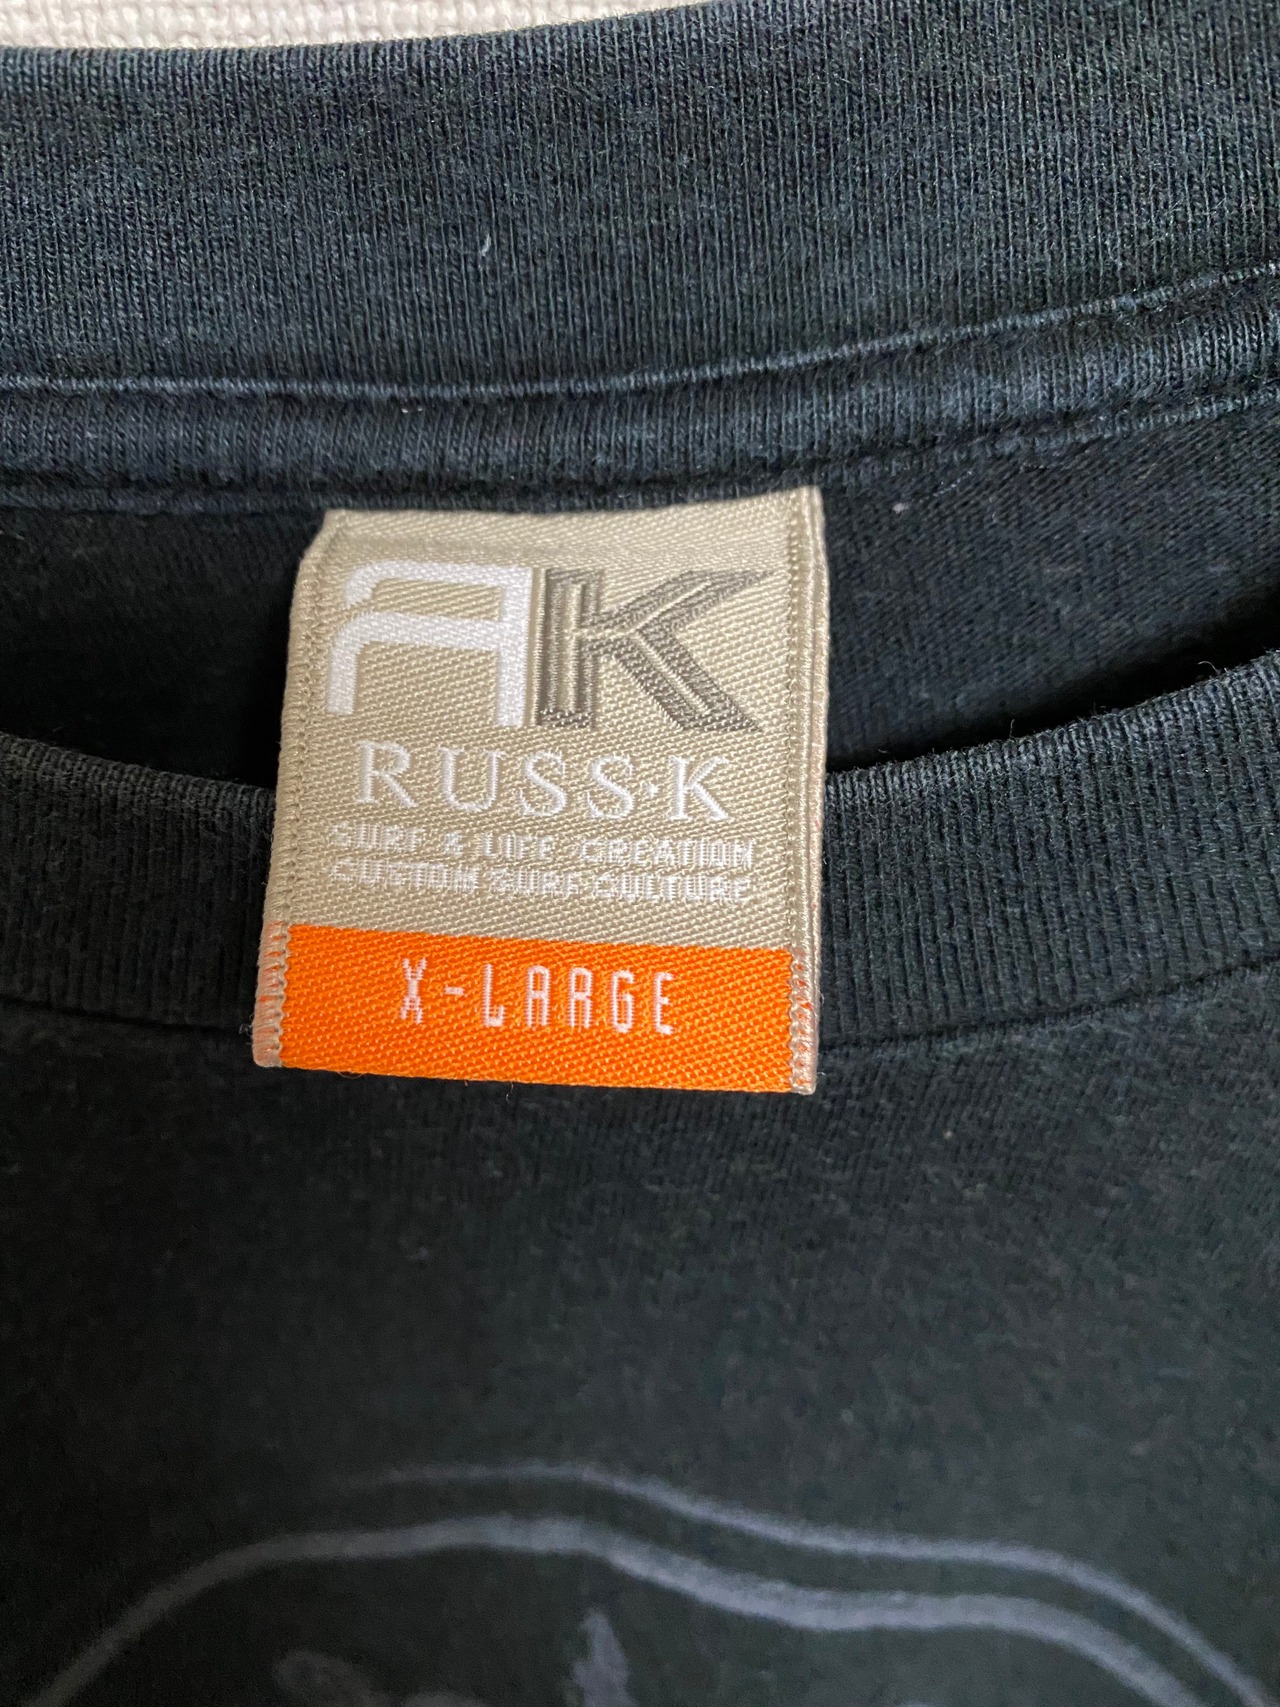 RK
RUSS·K
SURF & LIFE CREATION
CUSTOM SURF CULTURE
X-LARGE